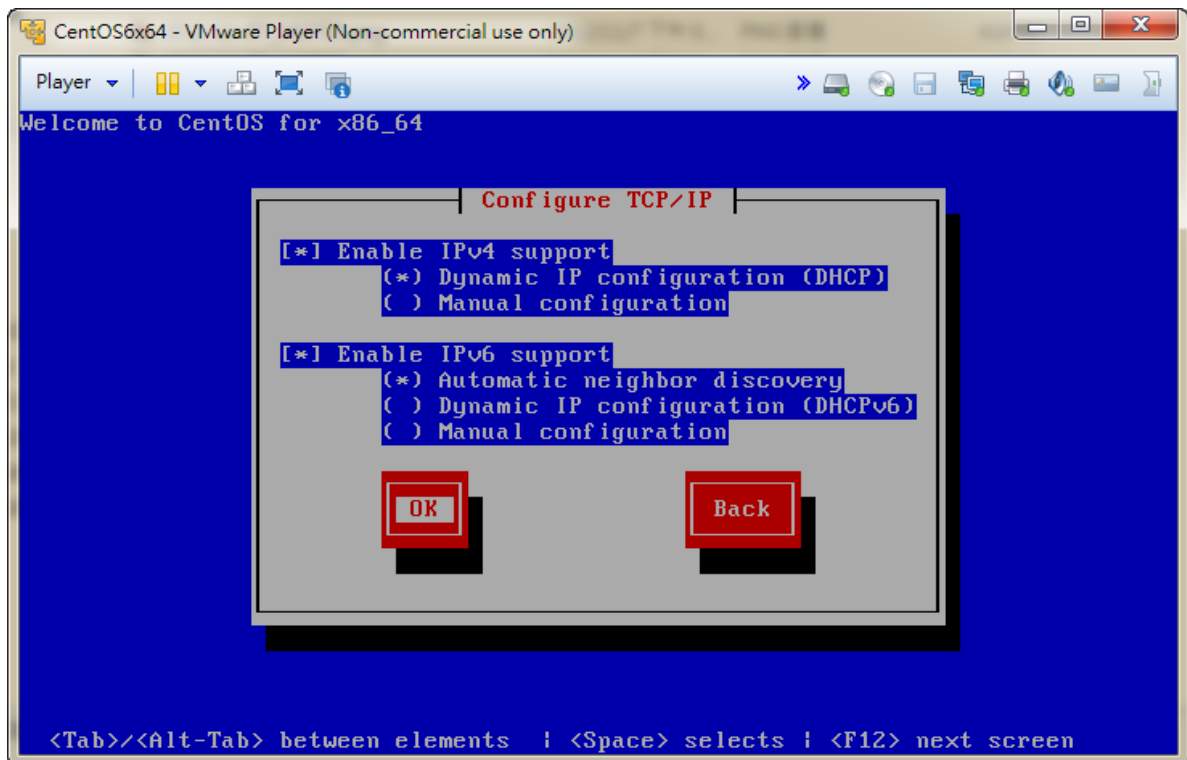 CentOS6x64 - VMware Player (Non-commercial use only)
Player
Welcome to CentOS for x86_64
Configure TCP/IP
[*] Enable IPv4 support
(*) Dynamic IP configuration (DHCP)
( ) Manual configuration
[*] Enable IPv6 support
(*) Automatic neighbor discovery
( ) Dynamic IP configuration (DHCPv6)
( ) Manual configuration
OK Back
<Tab>/<Alt-Tab> between elements | <Space> selects | <F12> next screen